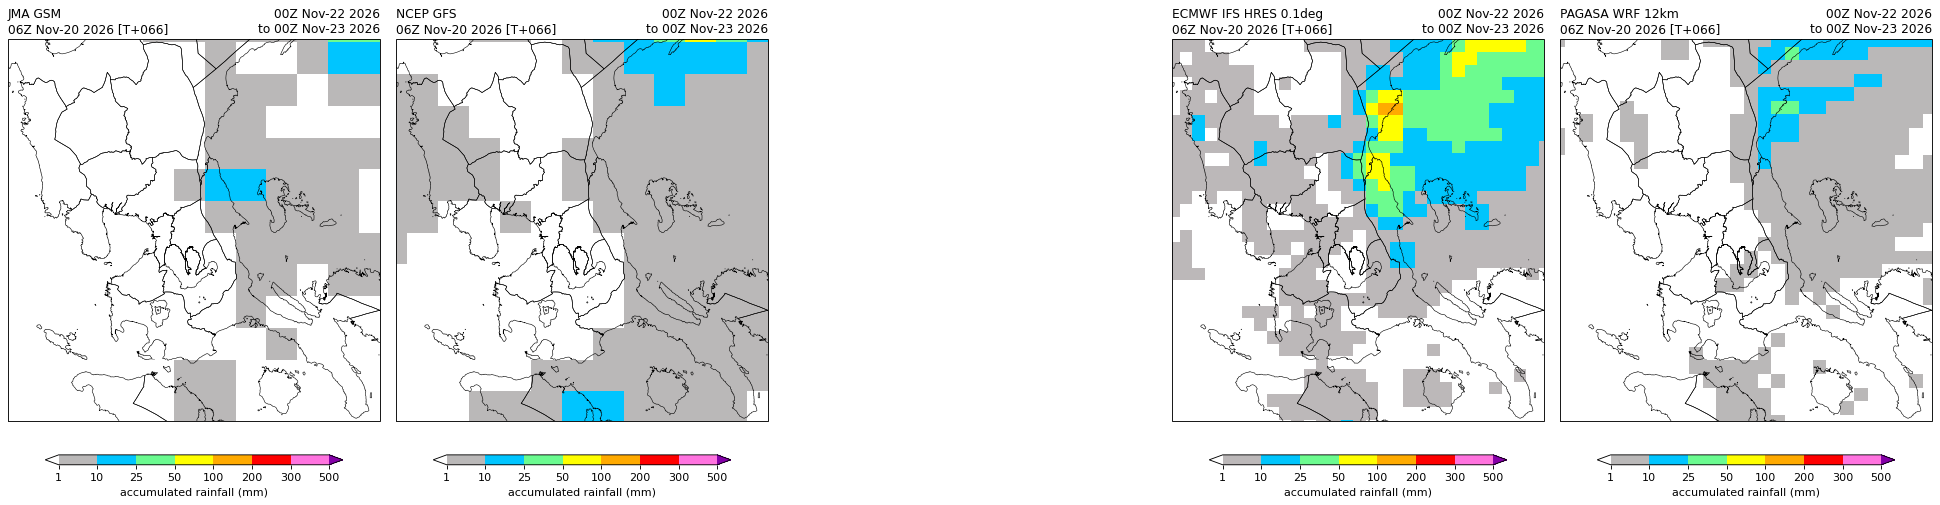 JMA GSM 00Z Nov-22 2026
06Z Nov-20 2026 [T+066] to 00Z Nov-23 2026
1 10 25 50 100 200 300 500
accumulated rainfall (mm)
NCEP GFS 00Z Nov-22 2026
06Z Nov-20 2026 [T+066] to 00Z Nov-23 2026
1 10 25 50 100 200 300 500
accumulated rainfall (mm)
ECMWF IFS HRES 0.1deg 00Z Nov-22 2026
06Z Nov-20 2026 [T+066] to 00Z Nov-23 2026
1 10 25 50 100 200 300 500
accumulated rainfall (mm)
PAGASA WRF 12km 00Z Nov-22 2026
06Z Nov-20 2026 [T+066] to 00Z Nov-23 2026
1 10 25 50 100 200 300 500
accumulated rainfall (mm)